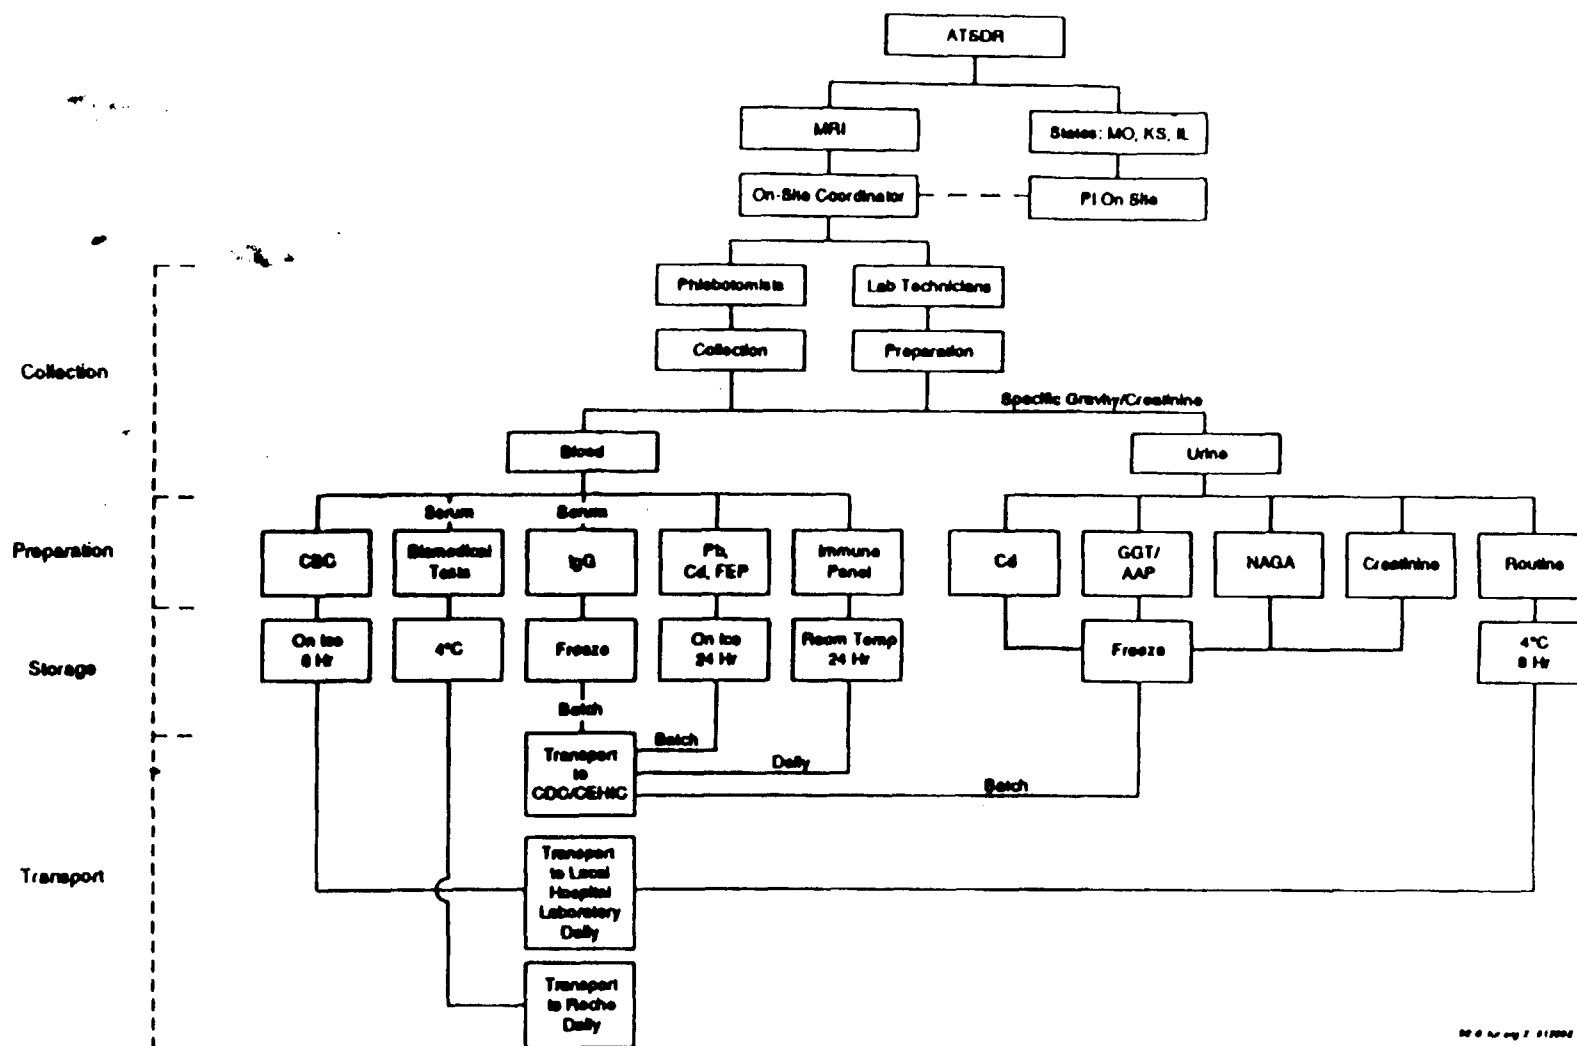 ATSDR
MRI
States: MO, KS, IL
On-Site Coordinator
PI On Site
Phlebotomists
Lab Technicians
Collection
Preparation
Collection
Specific Gravity/Creatinine
Blood
Urine
Serum
Serum
Preparation
CBC
Biomedical
Tests
IgG
Pb,
Cd, FEP
Immune
Panel
Cd
GGT/
AAP
NAGA
Creatinine
Routine
Storage
On Ice
8 Hr
4°C
Freeze
On Ice
24 Hr
Room Temp
24 Hr
Freeze
4°C
8 Hr
Batch
Batch
Daily
Batch
Transport
to
CDC/CEHIC
Transport
Transport
to Local
Hospital
Laboratory
Daily
Transport
to Roche
Daily